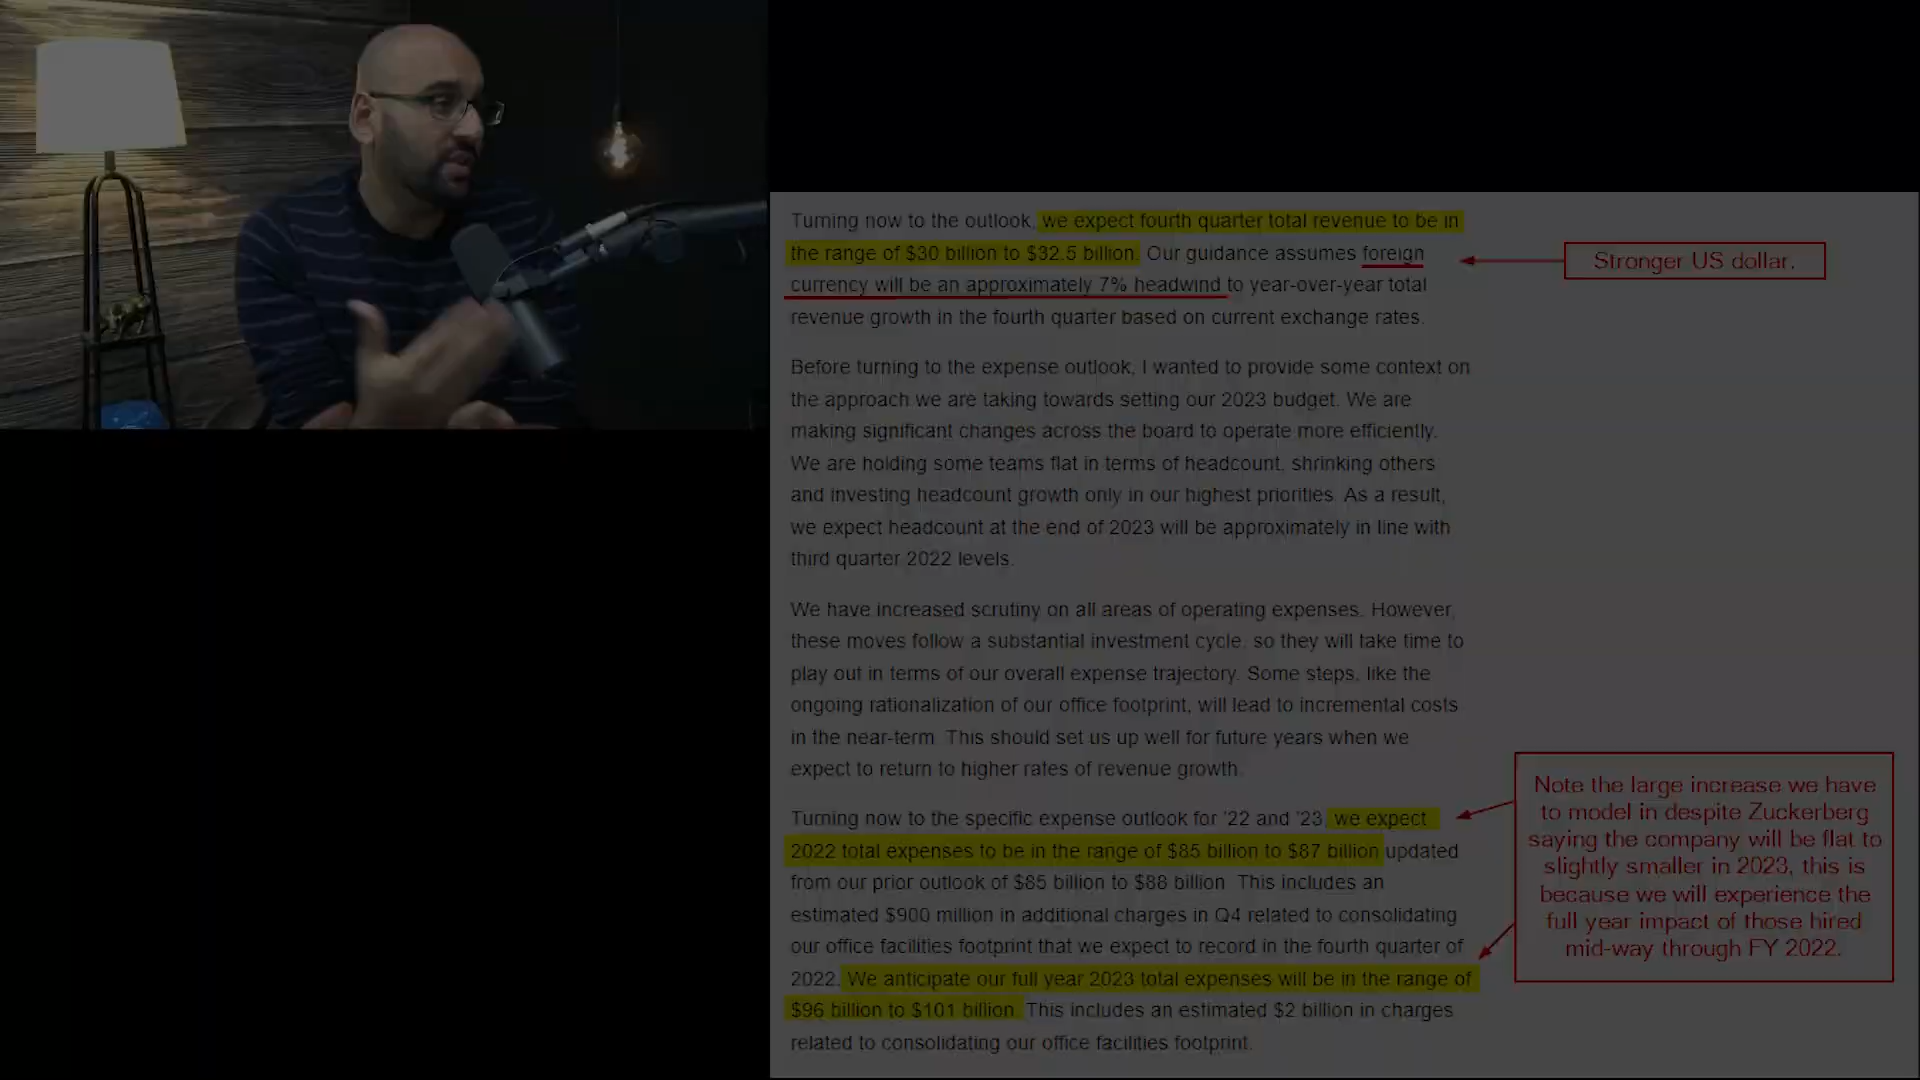 Turning now to the outlook, we expect fourth quarter total revenue to be in
the range of $30 billion to $32.5 billion. Our guidance assumes foreign
currency will be an approximately 7% headwind to year-over-year total
revenue growth in the fourth quarter based on current exchange rates.
Stronger US dollar.
Before turning to the expense outlook, I wanted to provide some context on
the approach we are taking towards setting our 2023 budget. We are
making significant changes across the board to operate more efficiently.
We are holding some teams flat in terms of headcount, shrinking others
and investing headcount growth only in our highest priorities. As a result,
we expect headcount at the end of 2023 will be approximately in line with
third quarter 2022 levels.
We have increased scrutiny on all areas of operating expenses. However,
these moves follow a substantial investment cycle, so they will take time to
play out in terms of our overall expense trajectory. Some steps, like the
ongoing rationalization of our office footprint, will lead to incremental costs
in the near-term. This should set us up well for future years when we
expect to return to higher rates of revenue growth.
Turning now to the specific expense outlook for '22 and '23, we expect
2022 total expenses to be in the range of $85 billion to $87 billion updated
from our prior outlook of $85 billion to $88 billion. This includes an
estimated $900 million in additional charges in Q4 related to consolidating
our office facilities footprint that we expect to record in the fourth quarter of
2022. We anticipate our full year 2023 total expenses will be in the range of
$96 billion to $101 billion. This includes an estimated $2 billion in charges
related to consolidating our office facilities footprint.
Note the large increase we have
to model in despite Zuckerberg
saying the company will be flat to
slightly smaller in 2023, this is
because we will experience the
full year impact of those hired
mid-way through FY 2022.